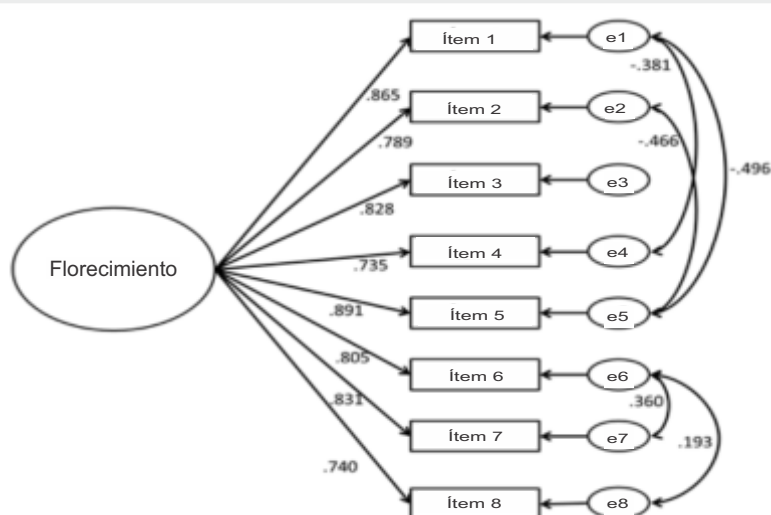 Ítem 1
e1
-.381
.865
Ítem 2
e2
.789
-.466
-.496
Ítem 3
e3
.828
Florecimiento
Ítem 4
e4
.735
.891
Ítem 5
e5
.805
Ítem 6
e6
.831
.360
Ítem 7
e7
.193
.740
Ítem 8
e8